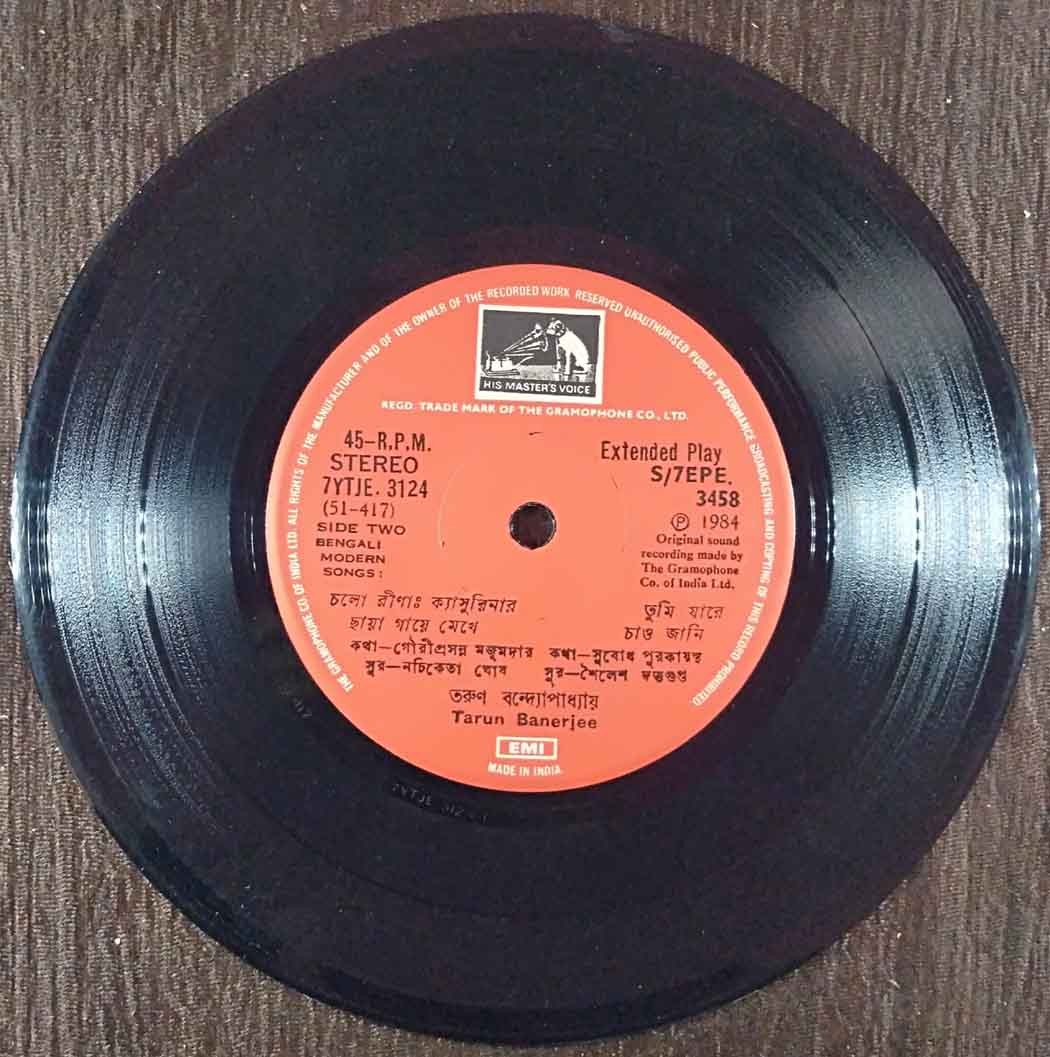 THE GRAMOPHONE CO. OF INDIA LTD. ALL RIGHTS OF THE MANUFACTURER AND OF THE OWNER OF THE RECORDED WORK RESERVED UNAUTHORISED PUBLIC PERFORMANCE BROADCASTING AND COPYING OF THIS RECORD PROHIBITED
HIS MASTER'S VOICE
REGD. TRADE MARK OF THE GRAMOPHONE CO., LTD.
45-R.P.M.
STEREO
7YTJE. 3124
(51-417)
SIDE TWO
BENGALI
MODERN
SONGS:
Extended Play
S/7EPE.
3458
℗ 1984
Original sound
recording made by
The Gramophone
Co. of India Ltd.
চলো রীণাঃ ক্যাসুরিনার
ছায়া গায়ে মেখে
তুমি যারে
চাও জানি
কথা—গৌরীপ্রসন্ন মজুমদার কথা—সুবোধ পুরকায়স্থ
সুর—নচিকেতা ঘোষ সুর—শৈলেশ দত্তগুপ্ত
তরুণ বন্দ্যোপাধ্যায়
Tarun Banerjee
EMI
MADE IN INDIA.